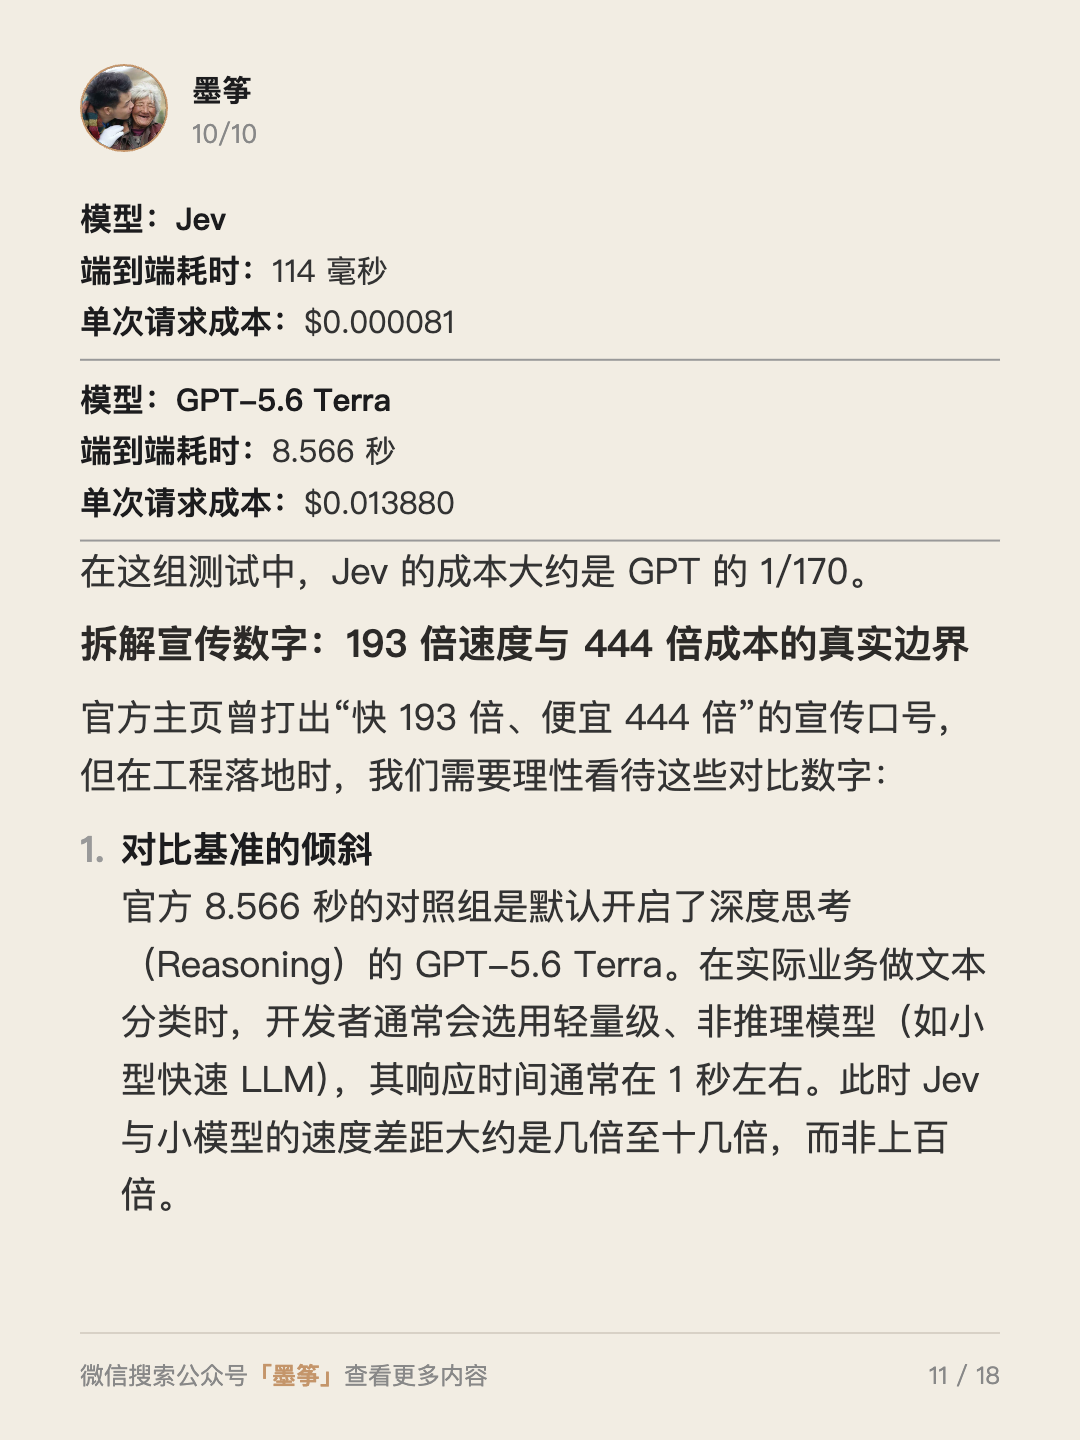 墨筝
10/10
模型：Jev
端到端耗时：114 毫秒
单次请求成本：$0.000081
模型：GPT-5.6 Terra
端到端耗时：8.566 秒
单次请求成本：$0.013880
在这组测试中，Jev 的成本大约是 GPT 的 1/170。
拆解宣传数字：193 倍速度与 444 倍成本的真实边界
官方主页曾打出“快 193 倍、便宜 444 倍”的宣传口号，
但在工程落地时，我们需要理性看待这些对比数字：
1. 对比基准的倾斜
官方 8.566 秒的对照组是默认开启了深度思考
（Reasoning）的 GPT-5.6 Terra。在实际业务做文本
分类时，开发者通常会选用轻量级、非推理模型（如小
型快速 LLM），其响应时间通常在 1 秒左右。此时 Jev
与小模型的速度差距大约是几倍至十几倍，而非上百
倍。
微信搜索公众号「墨筝」查看更多内容
11 / 18